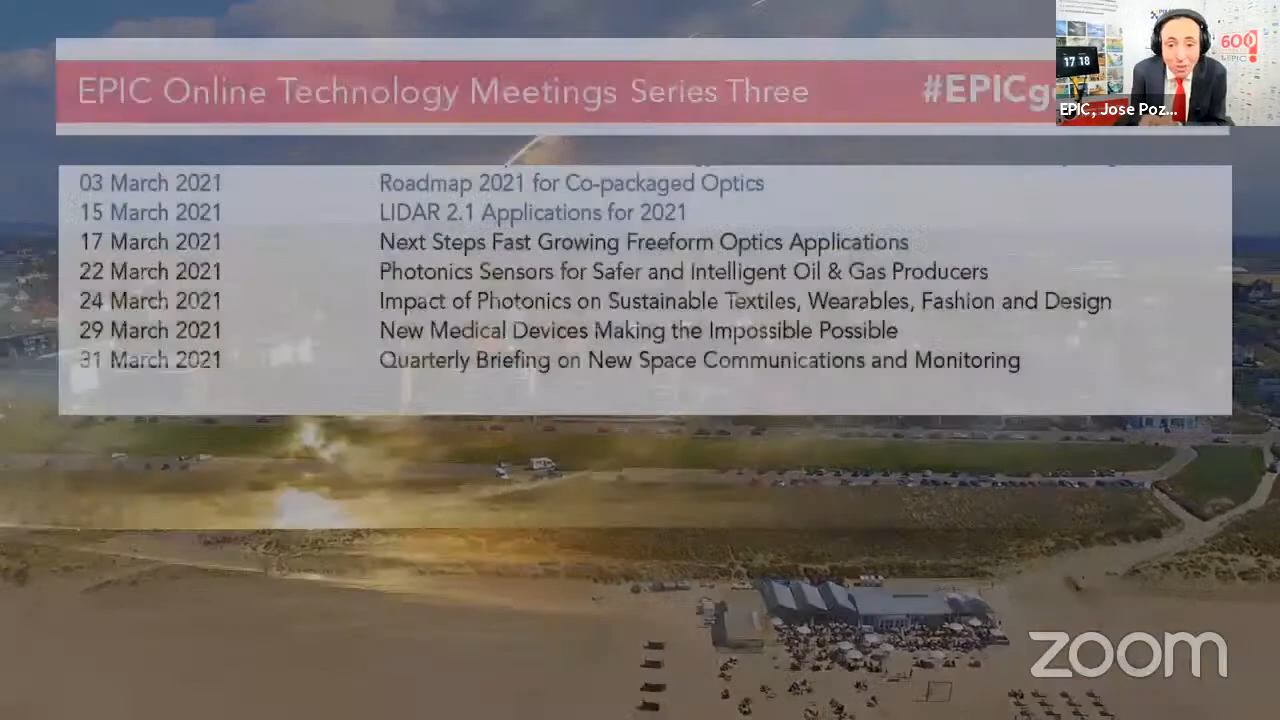 EPIC Online Technology Meetings Series Three
#EPICg
600
EPIC
17 18
EPIC, Jose Poz...
03 March 2021 Roadmap 2021 for Co-packaged Optics
15 March 2021 LIDAR 2.1 Applications for 2021
17 March 2021 Next Steps Fast Growing Freeform Optics Applications
22 March 2021 Photonics Sensors for Safer and Intelligent Oil & Gas Producers
24 March 2021 Impact of Photonics on Sustainable Textiles, Wearables, Fashion and Design
29 March 2021 New Medical Devices Making the Impossible Possible
31 March 2021 Quarterly Briefing on New Space Communications and Monitoring
zoom